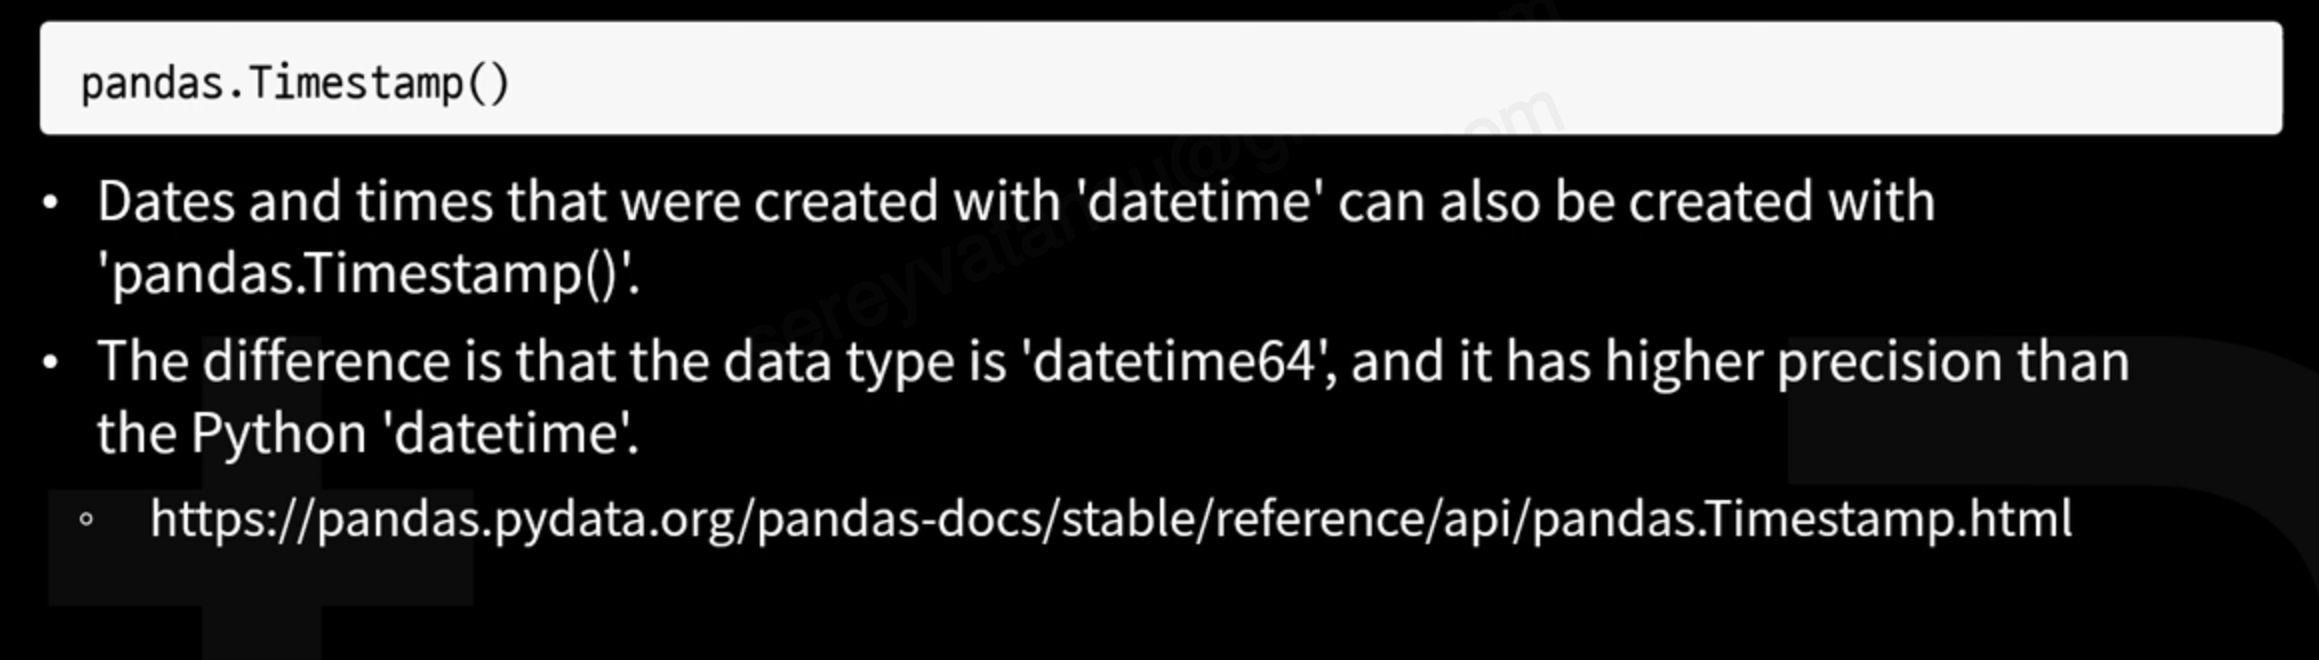 pandas.Timestamp()
• Dates and times that were created with 'datetime' can also be created with
'pandas.Timestamp()'.
• The difference is that the data type is 'datetime64', and it has higher precision than
the Python 'datetime'.
◦ https://pandas.pydata.org/pandas-docs/stable/reference/api/pandas.Timestamp.html